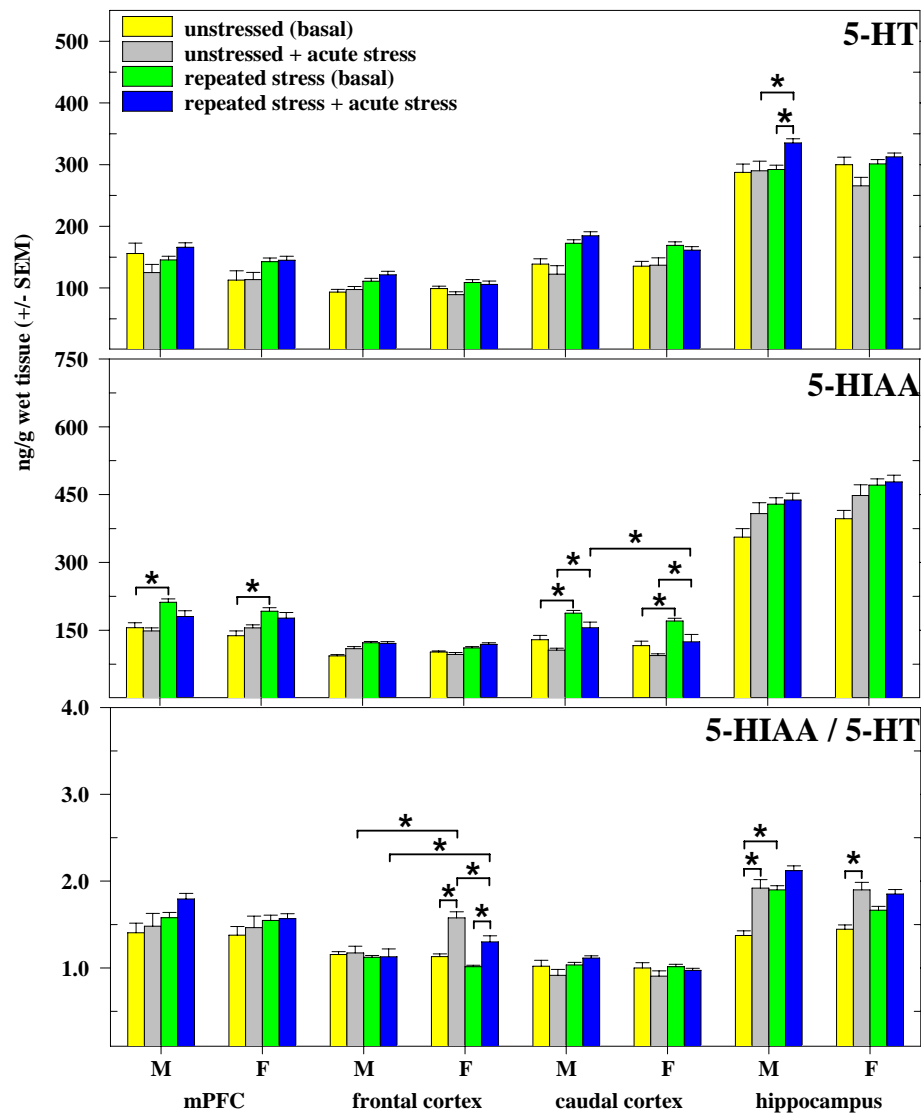 unstressed (basal)
unstressed + acute stress
repeated stress (basal)
repeated stress + acute stress
5-HT
500
400
300
200
100
* 
*
ng/g wet tissue (+/- SEM)
5-HIAA
750
600
450
300
150
*
* * * * * *
5-HIAA / 5-HT
4.0
3.0
2.0
1.0
*
*
*
* *
*
* *
M F M F M F M F
mPFC frontal cortex caudal cortex hippocampus